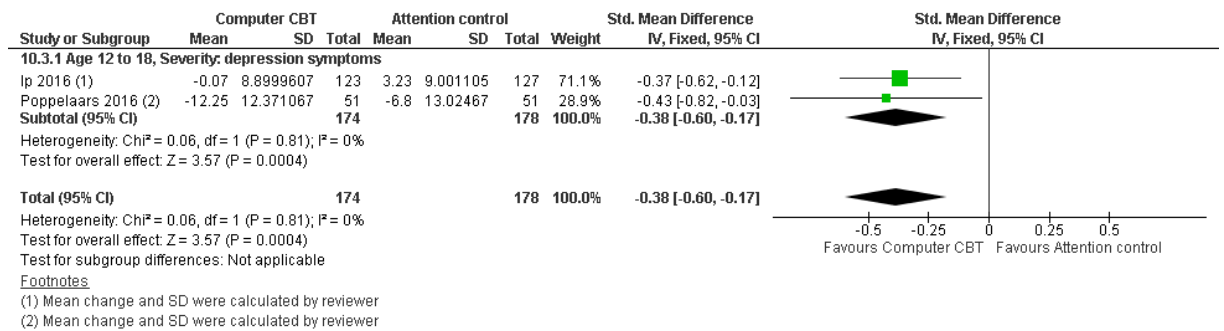 Computer CBT Attention control Std. Mean Difference Std. Mean Difference
Study or Subgroup Mean SD Total Mean SD Total Weight IV, Fixed, 95% CI IV, Fixed, 95% CI
10.3.1 Age 12 to 18, Severity: depression symptoms
Ip 2016 (1) -0.07 8.8999607 123 3.23 9.001105 127 71.1% -0.37 [-0.62, -0.12]
Poppelaars 2016 (2) -12.25 12.371067 51 -6.8 13.02467 51 28.9% -0.43 [-0.82, -0.03]
Subtotal (95% CI) 174 178 100.0% -0.38 [-0.60, -0.17]
Heterogeneity: Chi² = 0.06, df = 1 (P = 0.81); I² = 0%
Test for overall effect: Z = 3.57 (P = 0.0004)
Total (95% CI) 174 178 100.0% -0.38 [-0.60, -0.17]
Heterogeneity: Chi² = 0.06, df = 1 (P = 0.81); I² = 0%
Test for overall effect: Z = 3.57 (P = 0.0004)
Test for subgroup differences: Not applicable
-0.5 -0.25 0 0.25 0.5
Favours Computer CBT Favours Attention control
Footnotes
(1) Mean change and SD were calculated by reviewer
(2) Mean change and SD were calculated by reviewer